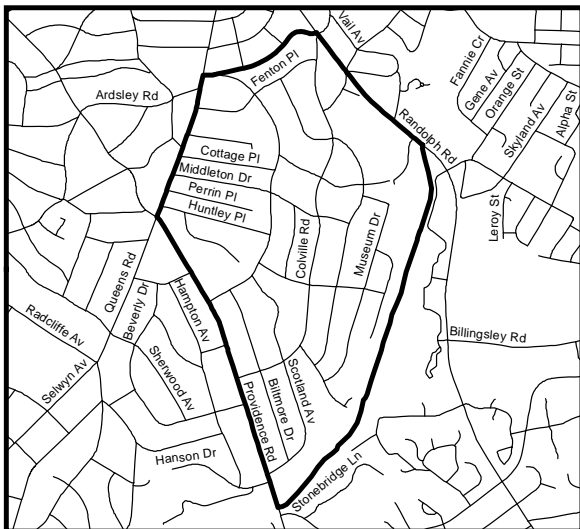 Vail Av
Fannie Cr
Fenton Pl
Gene Av
Orange St
Ardsley Rd
Skyland Av
Alpha St
Randolph Rd
Cottage Pl
Middleton Dr
Perrin Pl
Huntley Pl
Leroy St
Colville Rd
Museum Dr
Queens Rd
Beverly Dr
Hampton Av
Radcliffe Av
Billingsley Rd
Selwyn Av
Sherwood Av
Scotland Av
Biltmore Dr
Providence Rd
Hanson Dr
Stonebridge Ln